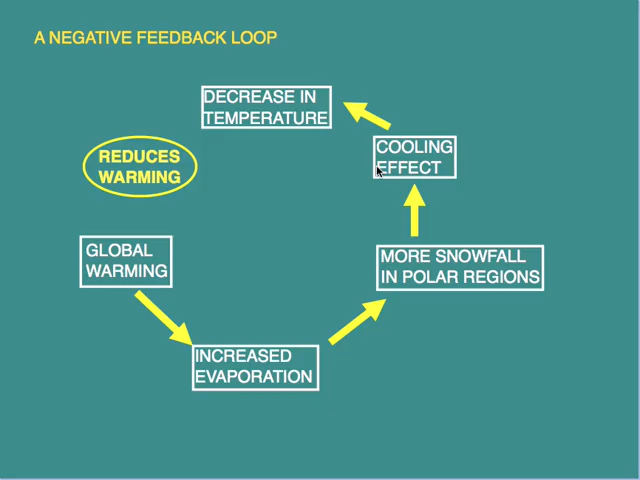 A NEGATIVE FEEDBACK LOOP
DECREASE IN
TEMPERATURE
COOLING
EFFECT
REDUCES
WARMING
GLOBAL
WARMING
MORE SNOWFALL
IN POLAR REGIONS
INCREASED
EVAPORATION